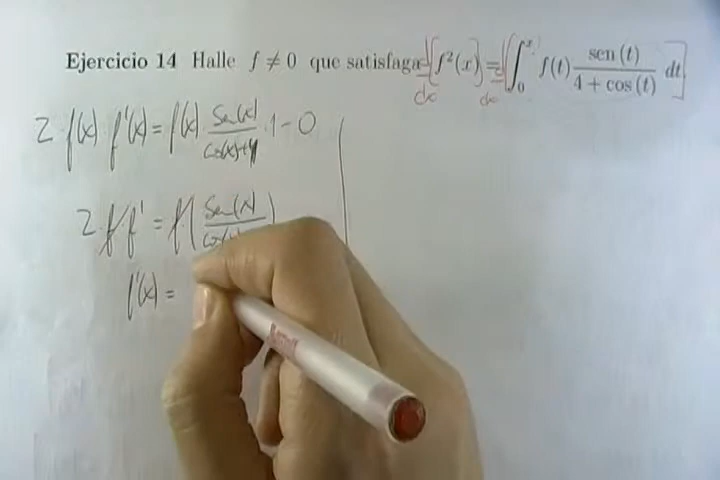 Ejercicio 14 Halle f ≠ 0 que satisfaga d/dx [f²(x)] = d/dx [∫₀ˣ f(t) sen (t)/4 + cos (t) dt]
2 f(x) f'(x) = f(x) Sen(x)/cos(x)+4 · 1 - 0
2 f f' = f ( Sen(x)
f'(x) =